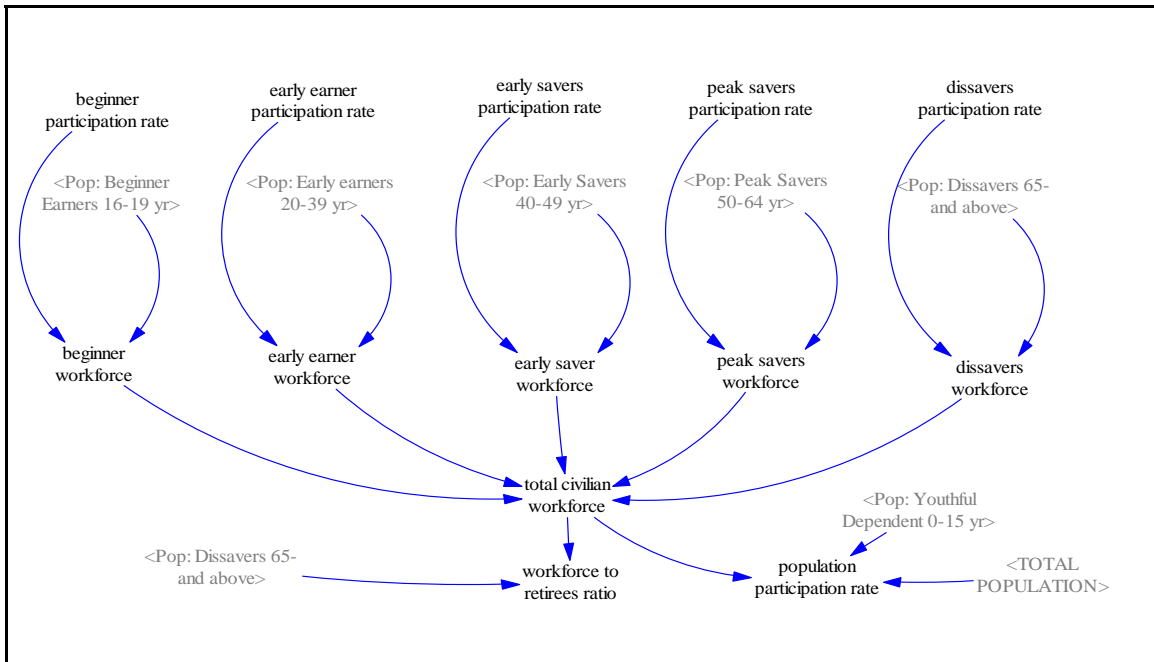 beginner
participation rate
early earner
participation rate
early savers
participation rate
peak savers
participation rate
dissavers
participation rate
<Pop: Beginner
Earners 16-19 yr>
<Pop: Early earners
20-39 yr>
<Pop: Early Savers
40-49 yr>
<Pop: Peak Savers
50-64 yr>
<Pop: Dissavers 65-
and above>
beginner
workforce
early earner
workforce
early saver
workforce
peak savers
workforce
dissavers
workforce
total civilian
workforce
<Pop: Youthful
Dependent 0-15 yr>
<Pop: Dissavers 65-
and above>
workforce to
retirees ratio
population
participation rate
<TOTAL
POPULATION>